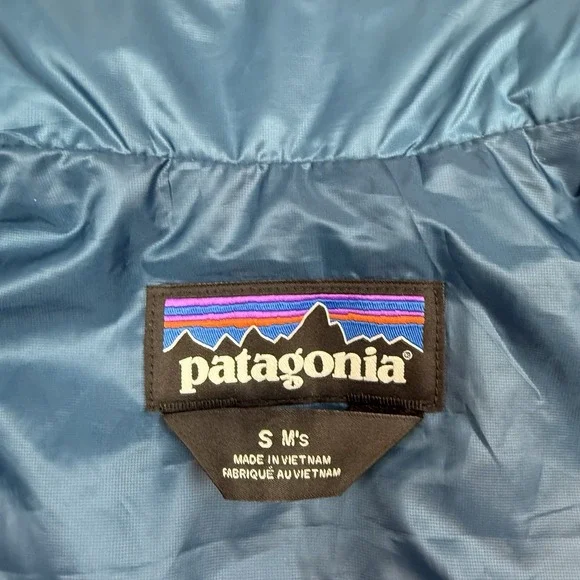 patagonia®
S M's
MADE IN VIETNAM
FABRIQUÉ AU VIETNAM